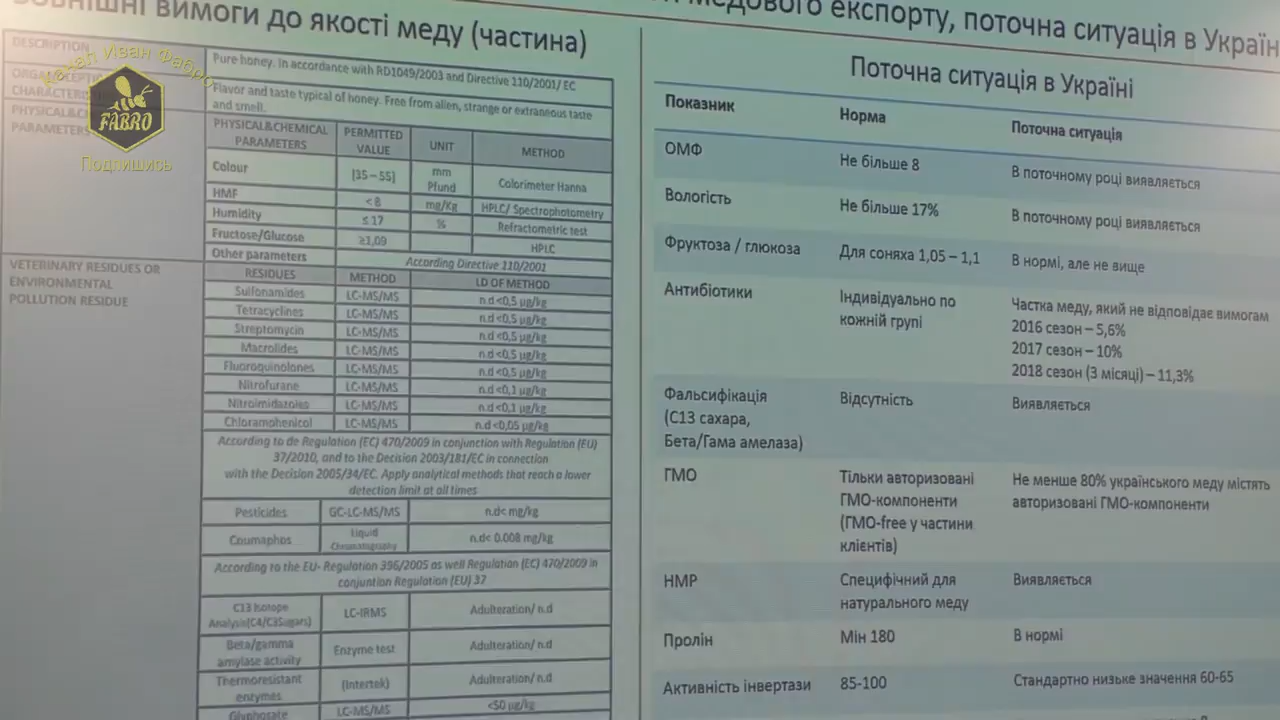 вимоги до якості меду (частина)
медового експорту, поточна ситуація в Україн
Канал Иван Фабро
FABRO
Подпишись
DESCRIPTION
Pure honey. In accordance with RD1049/2003 and Directive 110/2001/ EC
Flavor and taste typical of honey. Free from alien, strange or extraneous taste
and smell.
PARAMETERS
PHYSICAL&CHEMICAL
PARAMETERS
PERMITTED
VALUE
UNIT
METHOD
Colour
(35 – 55)
mm
Pfund
Colorimeter Hanna
HMF
< 8
mg/Kg
HPLC/ Spectrophotometry
Humidity
≤ 17
%
Refractometric test
Fructose/Glucose
≥1,09
HPLC
Other parameters
According Directive 110/2001
VETERINARY RESIDUES OR
ENVIRONMENTAL
POLLUTION RESIDUE
RESIDUES
METHOD
LD OF METHOD
Sulfonamides
LC-MS/MS
n.d <0,5 µg/kg
Tetracyclines
LC-MS/MS
n.d <0,5 µg/kg
Streptomycin
LC-MS/MS
n.d <0,5 µg/kg
Macrolides
LC-MS/MS
n.d <0,5 µg/kg
Fluoroquinolones
LC-MS/MS
n.d <0,5 µg/kg
Nitrofurane
LC-MS/MS
n.d <0,1 µg/kg
Nitroimidazoles
LC-MS/MS
n.d <0,1 µg/kg
Chloramphenicol
LC-MS/MS
n.d <0,05 µg/kg
According to de Regulation (EC) 470/2009 in conjunction with Regulation (EU)
37/2010, and to the Decision 2003/181/EC in connection
with the Decision 2005/34/EC. Apply analytical methods that reach a lower
detection limit at all times
Pesticides
GC-LC-MS/MS
n.d< mg/kg
Coumaphos
Liquid
Chromatography
n.d< 0.008 mg/kg
According to the EU- Regulation 396/2005 as well Regulation (EC) 470/2009 in
conjuntion Regulation (EU) 37
C13 Isotope
Analysis(C4/C3Sugars)
LC-IRMS
Adulteration/ n.d
Beta/gamma
amylase activity
Enzyme test
Adulteration/ n.d
Thermoresistant
enzymes
(Intertek)
Adulteration/ n.d
Glyphosate
LC-MS/MS
<50 µg/kg
Поточна ситуація в Україні
Показник
Норма
Поточна ситуація
ОМФ
Не більше 8
В поточному році виявляється
Вологість
Не більше 17%
В поточному році виявляється
Фруктоза / глюкоза
Для соняха 1,05 – 1,1
В нормі, але не вище
Антибіотики
Індивідуально по
кожній групі
Частка меду, який не відповідає вимогам
2016 сезон – 5,6%
2017 сезон – 10%
2018 сезон (3 місяці) – 11,3%
Фальсифікація
(С13 сахара,
Бета/Гама амелаза)
Відсутність
Виявляється
ГМО
Тільки авторизовані
ГМО-компоненти
(ГМО-free у частини
клієнтів)
Не менше 80% українського меду містять
авторизовані ГМО-компоненти
НМР
Специфічний для
натурального меду
Виявляється
Пролін
Мін 180
В нормі
Активність інвертази
85-100
Стандартно низьке значення 60-65